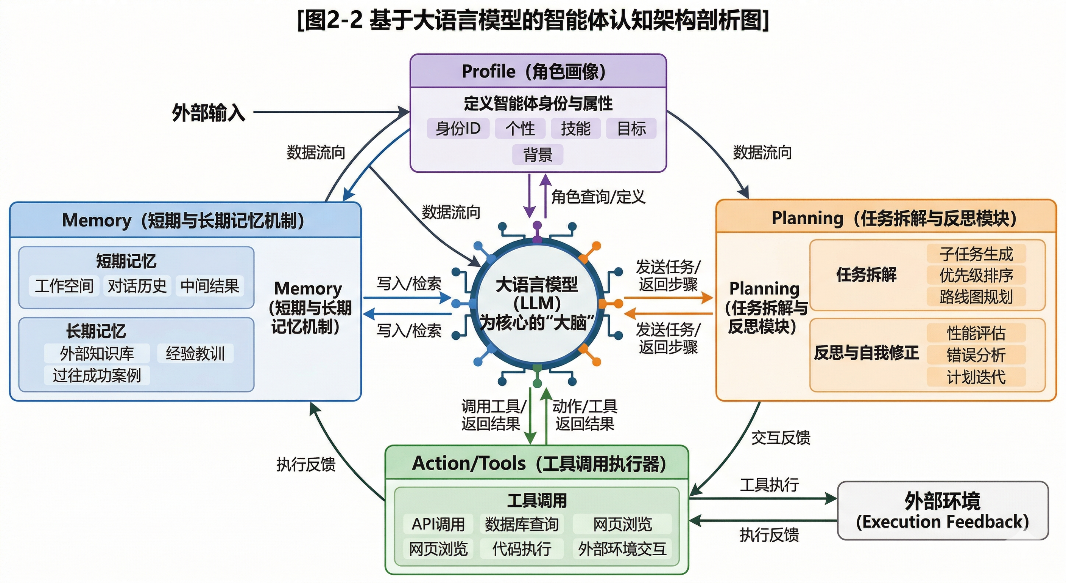 [图2-2 基于大语言模型的智能体认知架构剖析图]
Profile（角色画像）
定义智能体身份与属性
身份ID 个性 技能 目标
背景
外部输入
数据流向
数据流向
数据流向
角色查询/定义
Memory（短期与长期记忆机制）
短期记忆
工作空间 对话历史 中间结果
长期记忆
外部知识库 经验教训
过往成功案例
Memory
（短期与长期
记忆机制）
写入/检索
写入/检索
大语言模型
（LLM）
为核心的“大脑”
发送任务/
返回步骤
发送任务/
返回步骤
Planning（任务拆解与反思模块）
Planning
（任务拆解与
反思模块）
任务拆解
子任务生成
优先级排序
路线图规划
反思与自我修正
性能评估
错误分析
计划迭代
调用工具/
返回结果
动作/工具
返回结果
执行反馈
交互反馈
Action/Tools（工具调用执行器）
工具调用
API调用 数据库查询 网页浏览
网页浏览 代码执行 外部环境交互
工具执行
执行反馈
外部环境
（Execution Feedback）